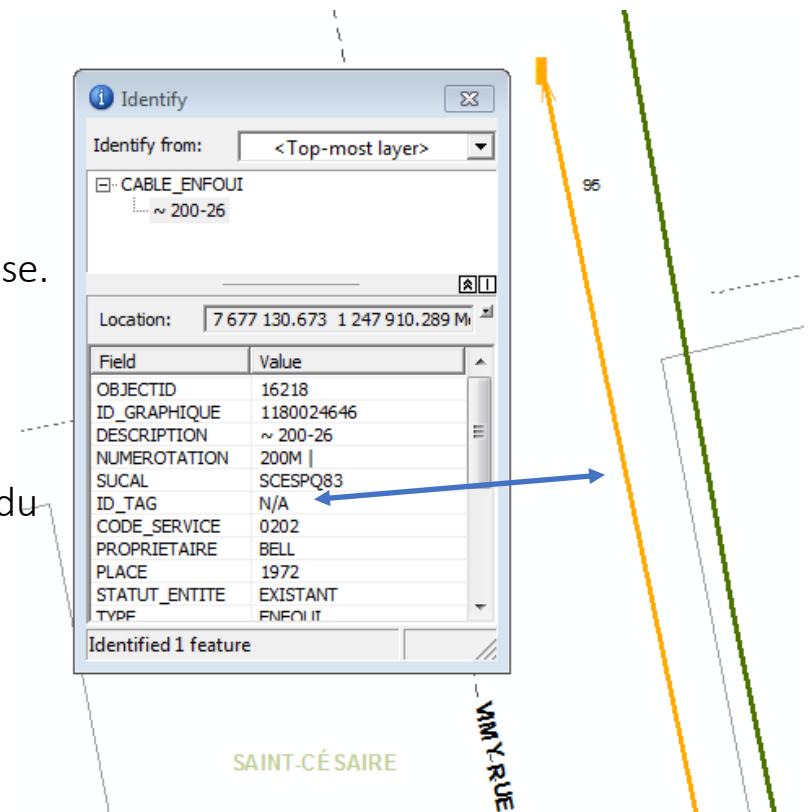 Identify
Identify from: <Top-most layer>
CABLE_ENFOUI
~ 200-26
se.
Location: 7 677 130.673 1 247 910.289 M
Field Value
OBJECTID 16218
ID_GRAPHIQUE 1180024646
DESCRIPTION ~ 200-26
NUMEROTATION 200M |
SUCAL SCESPQ83
ID_TAG N/A
du
CODE_SERVICE 0202
PROPRIETAIRE BELL
PLACE 1972
STATUT_ENTITE EXISTANT
TYPE ENFOUI
Identified 1 feature
95
VIMY-RUE
SAINT-CÉSAIRE